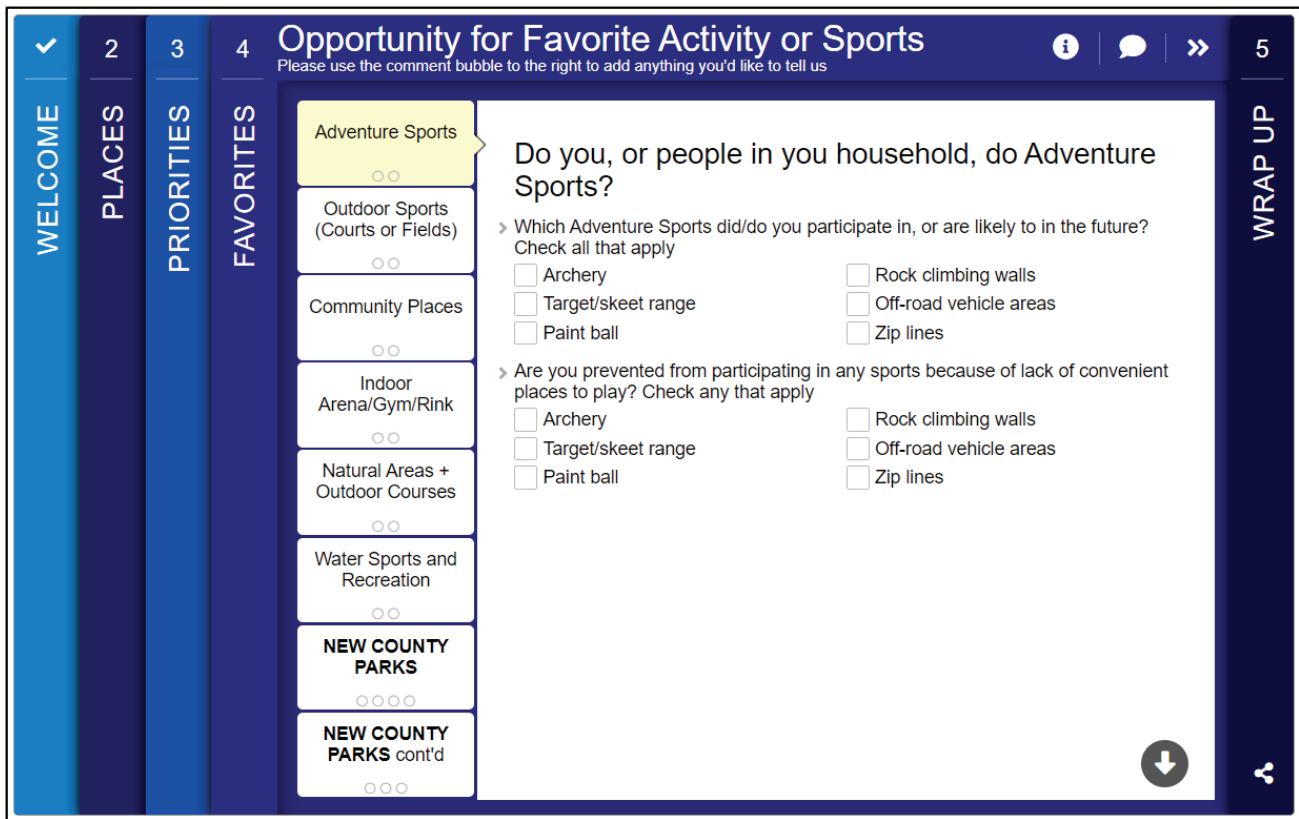 WELCOME
2
PLACES
3
PRIORITIES
4
FAVORITES
Opportunity for Favorite Activity or Sports
Please use the comment bubble to the right to add anything you'd like to tell us
Adventure Sports
Outdoor Sports
(Courts or Fields)
Community Places
Indoor
Arena/Gym/Rink
Natural Areas +
Outdoor Courses
Water Sports and
Recreation
NEW COUNTY
PARKS
NEW COUNTY
PARKS cont'd
Do you, or people in you household, do Adventure
Sports?
Which Adventure Sports did/do you participate in, or are likely to in the future?
Check all that apply
Archery
Rock climbing walls
Target/skeet range
Off-road vehicle areas
Paint ball
Zip lines
Are you prevented from participating in any sports because of lack of convenient
places to play? Check any that apply
Archery
Rock climbing walls
Target/skeet range
Off-road vehicle areas
Paint ball
Zip lines
5
WRAP UP